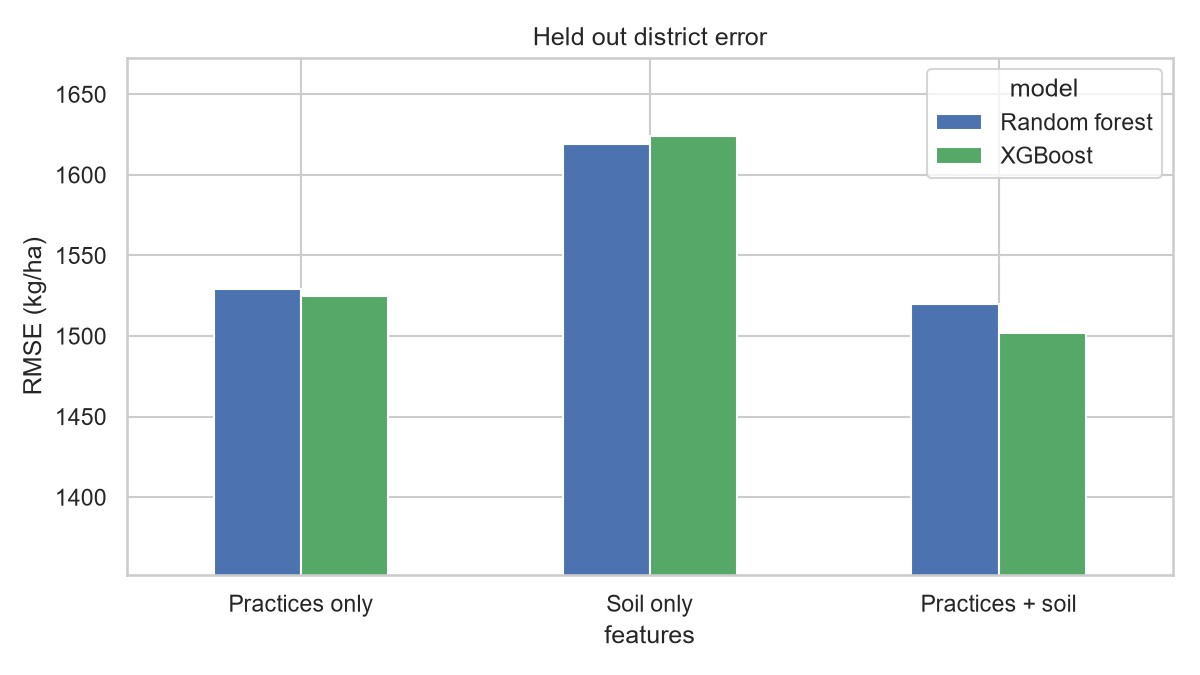 Held out district error
model
Random forest
XGBoost
RMSE (kg/ha)
1650
1600
1550
1500
1450
1400
Practices only
Soil only
Practices + soil
features